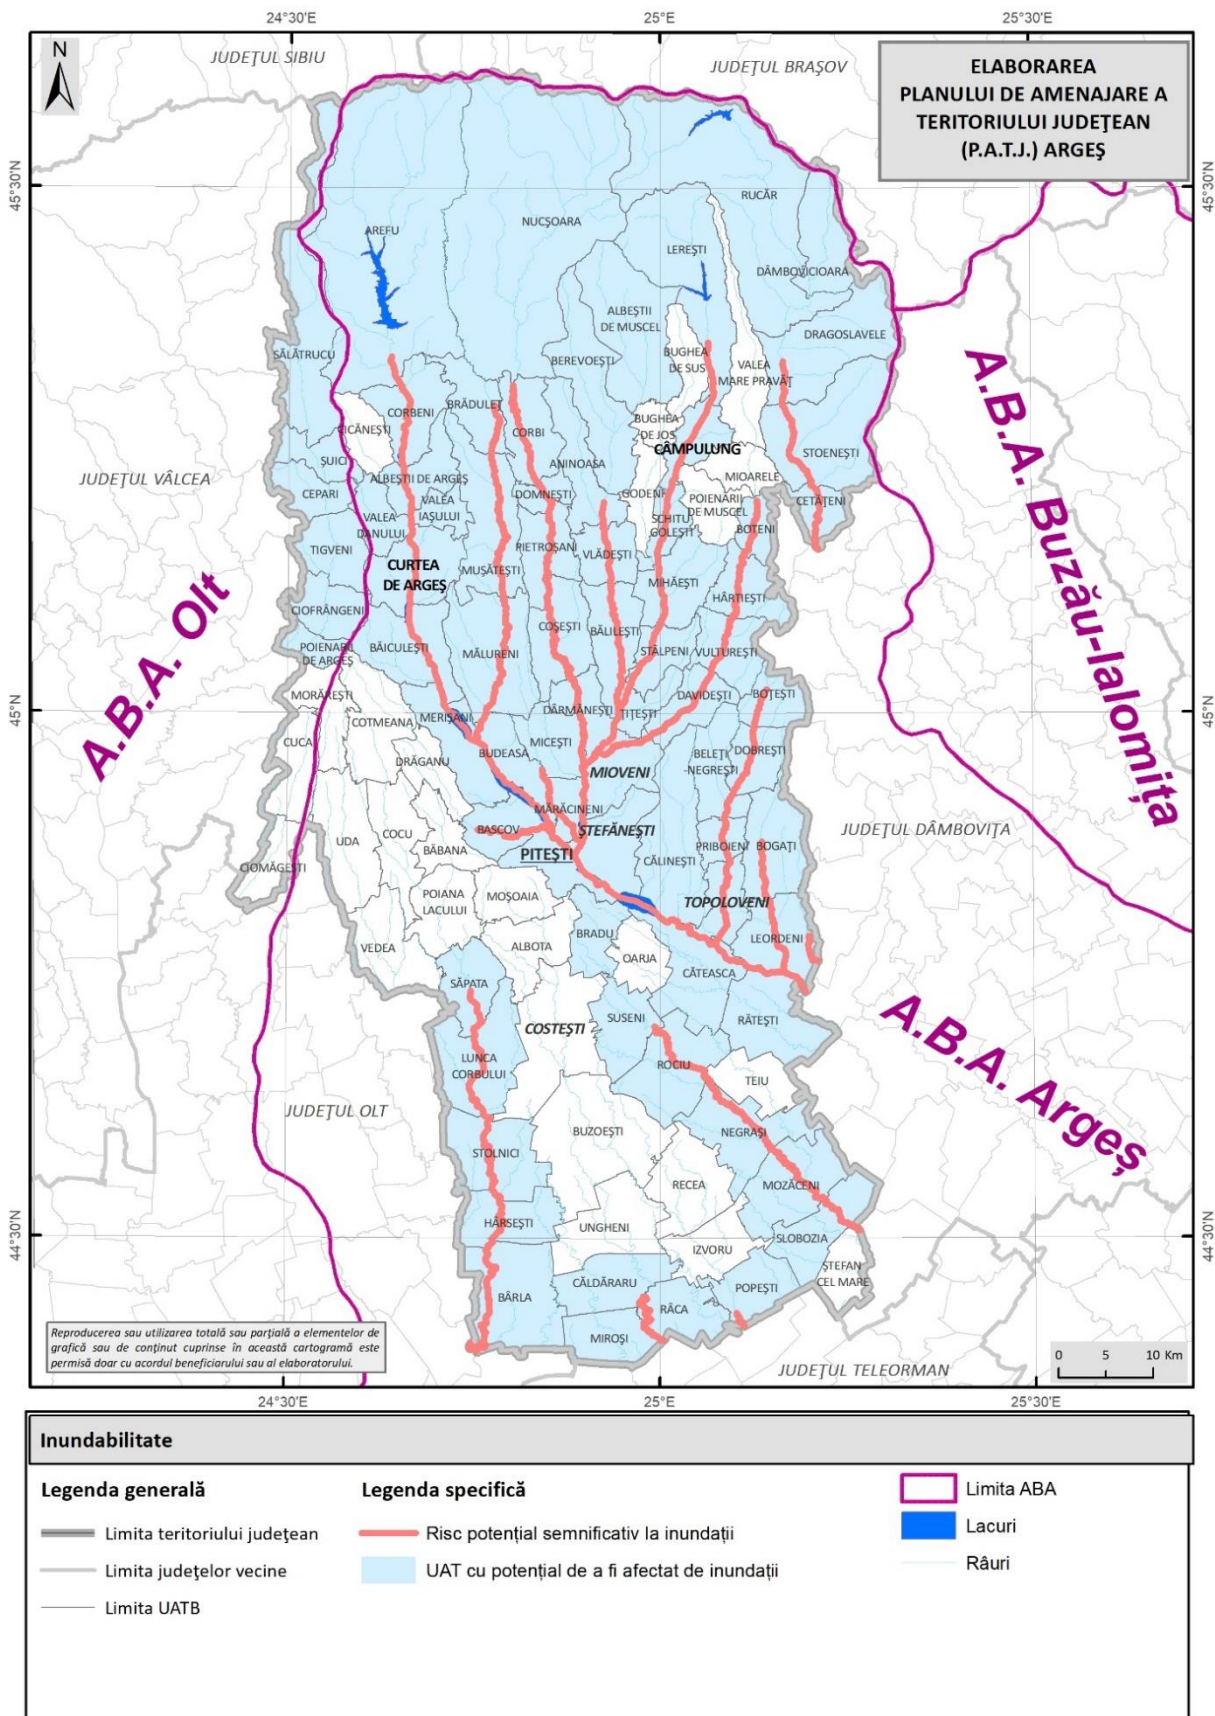 24°30'E
25°E
25°30'E
N
JUDEŢUL SIBIU
JUDEŢUL BRAŞOV
ELABORAREA
PLANULUI DE AMENAJARE A
TERITORIULUI JUDEŢEAN
(P.A.T.J.) ARGEŞ
45°30'N
45°30'N
RUCĂR
NUCŞOARA
AREFU
LEREŞTI
DÂMBOVICIOARA
ALBEŞTII
DE MUSCEL
DRAGOSLAVELE
SĂLĂTRUCU
BEREVOEŞTI
BUGHEA
DE SUS
VALEA
MARE PRAVĂŢ
A.B.A. Buzău-Ialomiţa
CORBENI
BRĂDULEŢ
CICĂNEŞTI
CORBI
BUGHEA
DE JOS
CÂMPULUNG
STOENEŞTI
ŞUICI
ANINOASA
JUDEŢUL VÂLCEA
ALBEŞTII DE ARGEŞ
MIOARELE
CEPARI
VALEA
IAŞULUI
DOMNEŞTI
GODENI
POIENARII
DE MUSCEL
CETĂŢENI
VALEA
DANULUI
SCHITU
GOLEŞTI
BOTENI
TIGVENI
PIETROŞANI
VLĂDEŞTI
CURTEA
DE ARGEŞ
MUŞĂTEŞTI
MIHĂEŞTI
HÂRTIEŞTI
CIOFRÂNGENI
COŞEŞTI
BĂLILEŞTI
A.B.A. Olt
POIENARII
DE ARGEŞ
BĂICULEŞTI
MĂLURENI
STÂLPENI
VULTUREŞTI
MORĂREŞTI
DAVIDEŞTI
BOTEŞTI
45°N
45°N
COTMEANA
MERIŞANI
DÂRMĂNEŞTI
ŢIŢEŞTI
CUCA
MICEŞTI
BUDEASA
DRĂGANU
BELEŢI
-NEGREŞTI
DOBREŞTI
MIOVENI
MĂRĂCINENI
BASCOV
ŞTEFĂNEŞTI
JUDEŢUL DÂMBOVIŢA
UDA
COCU
BĂBANA
PITEŞTI
PRIBOIENI
BOGAŢI
CĂLINEŞTI
CIOMĂGEŞTI
POIANA
LACULUI
MOŞOAIA
TOPOLOVENI
VEDEA
ALBOTA
BRADU
LEORDENI
OARJA
CĂTEASCA
SĂPATA
A.B.A. Argeş
SUSENI
RĂTEŞTI
COSTEŞTI
LUNCA
CORBULUI
ROCIU
TEIU
JUDEŢUL OLT
BUZOEŞTI
NEGRAŞI
STOLNICI
RECEA
MOZĂCENI
HÂRSEŞTI
UNGHENI
44°30'N
44°30'N
IZVORU
SLOBOZIA
ŞTEFAN
CEL MARE
CĂLDĂRARU
POPEŞTI
BÂRLA
RÂCA
MIROŞI
Reproducerea sau utilizarea totală sau parţială a elementelor de
grafică sau de conţinut cuprinse în această cartogramă este
permisă doar cu acordul beneficiarului sau al elaboratorului.
0 5 10 Km
JUDEŢUL TELEORMAN
24°30'E
25°E
25°30'E
Inundabilitate
Legenda generală
Limita teritoriului judeţean
Limita judeţelor vecine
Limita UATB
Legenda specifică
Risc potenţial semnificativ la inundaţii
UAT cu potenţial de a fi afectat de inundaţii
Limita ABA
Lacuri
Râuri